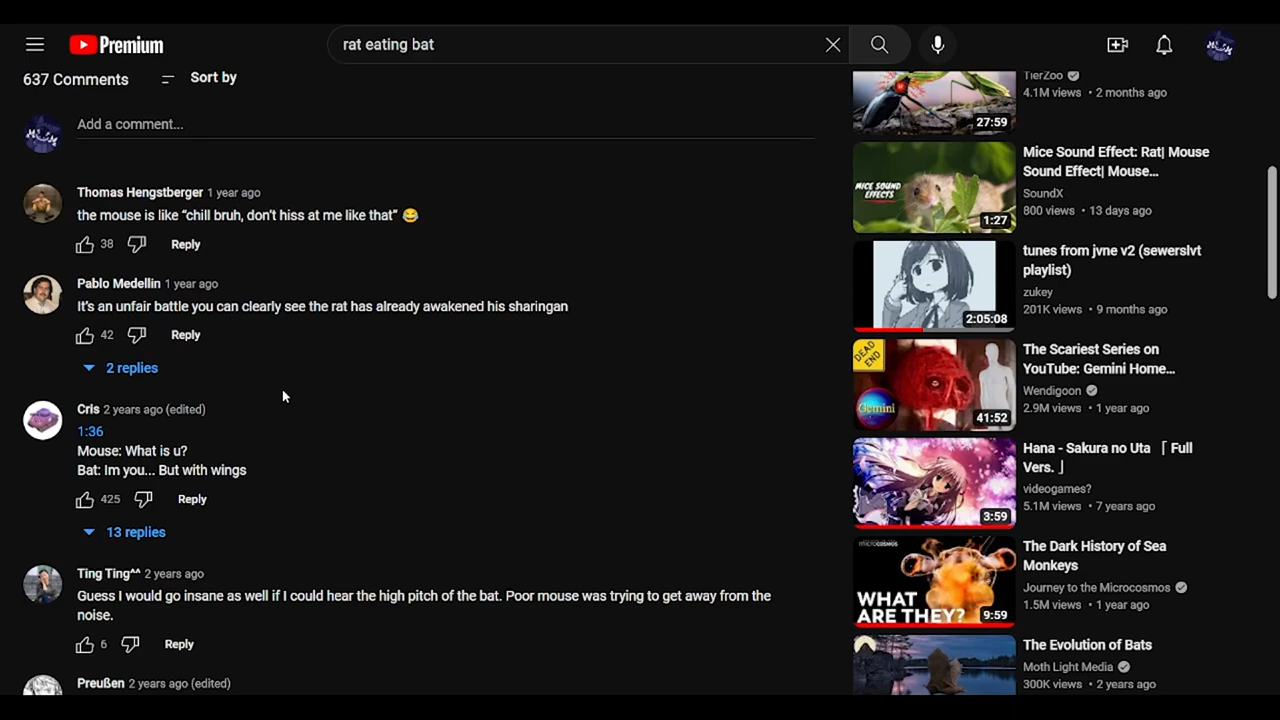 Premium
rat eating bat
637 Comments
Sort by
Add a comment...
Thomas Hengstberger 1 year ago
the mouse is like “chill bruh, don't hiss at me like that” 😂
38
Reply
Pablo Medellin 1 year ago
It's an unfair battle you can clearly see the rat has already awakened his sharingan
42
Reply
2 replies
Cris 2 years ago (edited)
1:36
Mouse: What is u?
Bat: Im you... But with wings
425
Reply
13 replies
Ting Ting^^ 2 years ago
Guess I would go insane as well if I could hear the high pitch of the bat. Poor mouse was trying to get away from the
noise.
6
Reply
Preußen 2 years ago (edited)
27:59
TierZoo
4.1M views • 2 months ago
MICE SOUND
EFFECTS
1:27
Mice Sound Effect: Rat| Mouse
Sound Effect| Mouse...
SoundX
800 views • 13 days ago
2:05:08
tunes from jvne v2 (sewerslvt
playlist)
zukey
201K views • 9 months ago
DEAD
END
Gemini
41:52
The Scariest Series on
YouTube: Gemini Home...
Wendigoon
2.9M views • 1 year ago
3:59
Hana - Sakura no Uta 「 Full
Vers. 」
videogames?
5.1M views • 7 years ago
MICROCOSMOS
WHAT
ARE THEY?
9:59
The Dark History of Sea
Monkeys
Journey to the Microcosmos
1.5M views • 1 year ago
The Evolution of Bats
Moth Light Media
300K views • 2 years ago